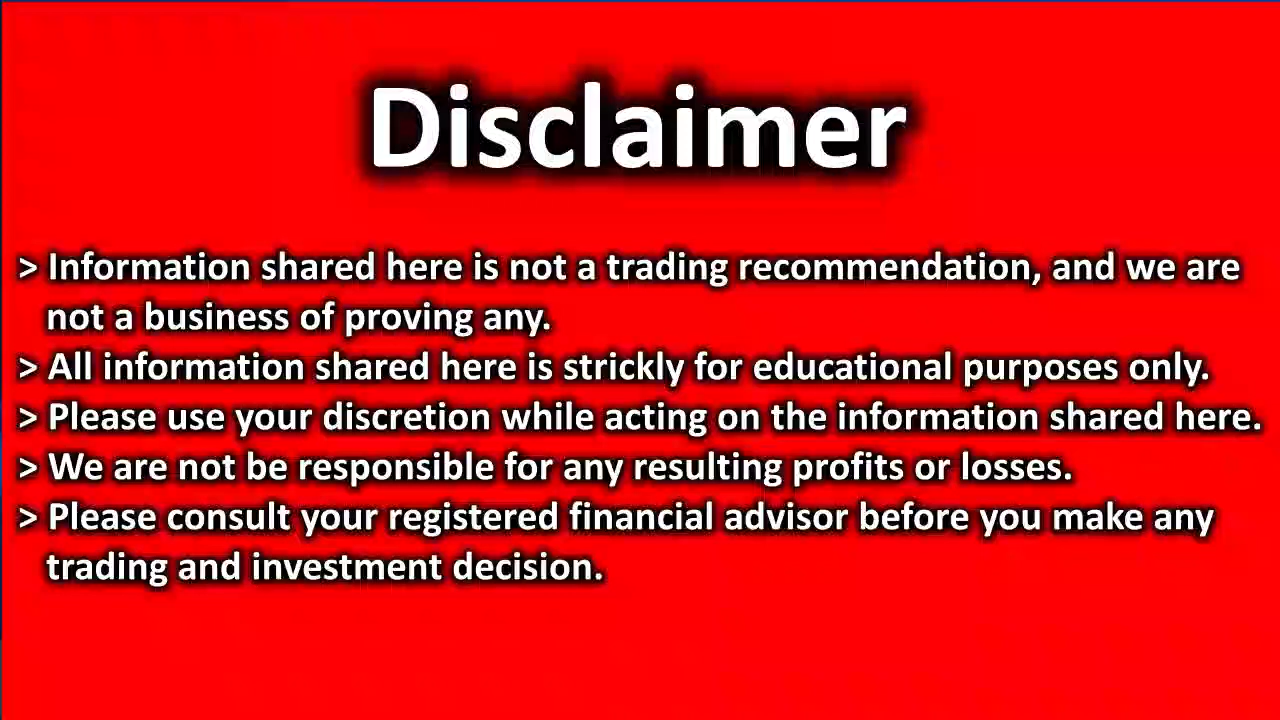 Disclaimer
> Information shared here is not a trading recommendation, and we are
not a business of proving any.
> All information shared here is strickly for educational purposes only.
> Please use your discretion while acting on the information shared here.
> We are not be responsible for any resulting profits or losses.
> Please consult your registered financial advisor before you make any
trading and investment decision.